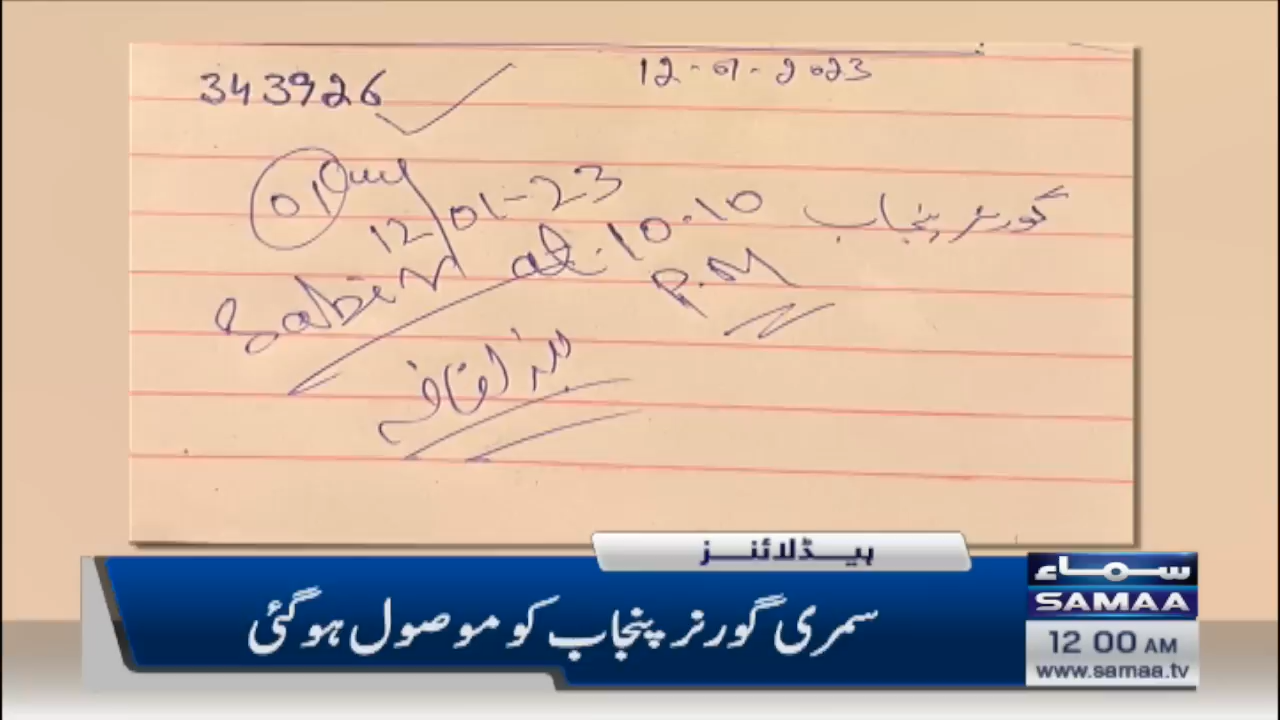 343926
12-01-2023
01
12/01-23
گورنر پنجاب
Sabir at 10.10
P.M
ہیڈلائنز
سمری گورنر پنجاب کو موصول ہوگئی
سماء
SAMAA
12 00 AM
www.samaa.tv